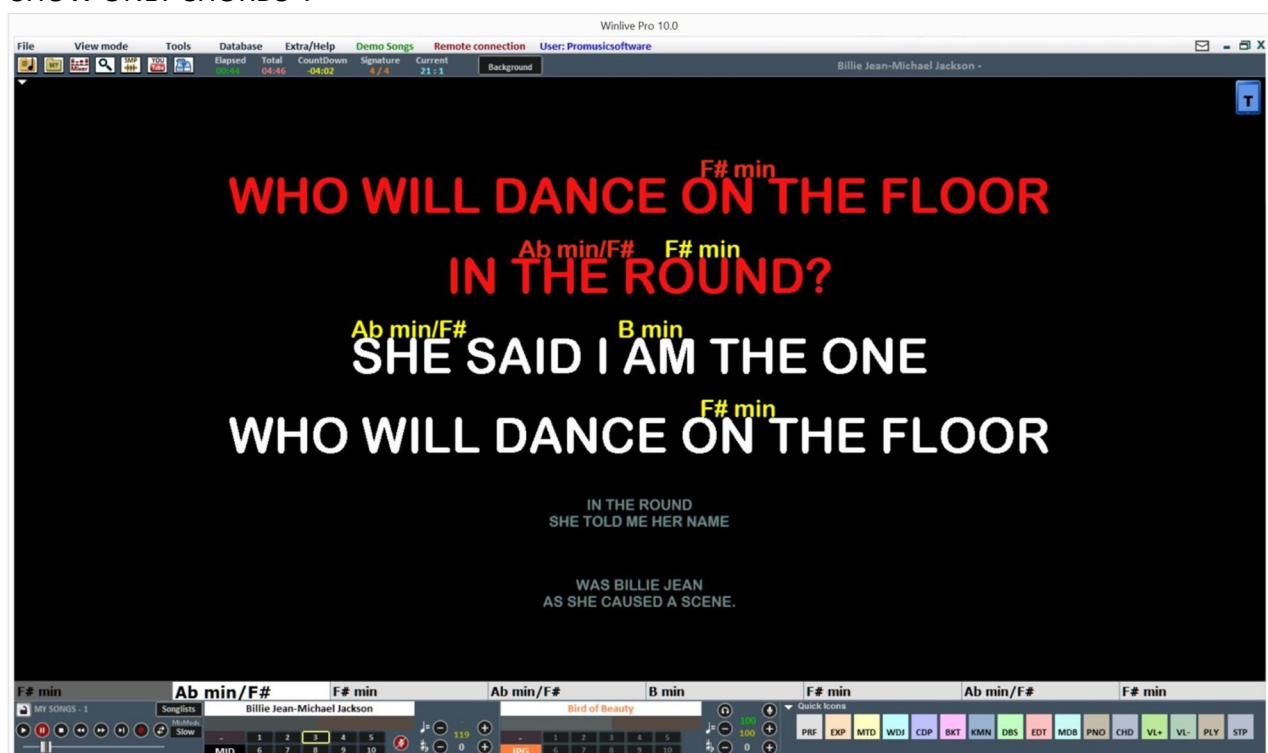 Winlive Pro 10.0
File View mode Tools Database Extra/Help Demo Songs Remote connection User: Promusicsoftware
SET Mixer SMP YOU Tube Elapsed Total CountDown Signature Current Background Billie Jean-Michael Jackson -
00:44 04:46 -04:02 4 / 4 21 : 1
T
F# min
WHO WILL DANCE ON THE FLOOR
Ab min/F# F# min
IN THE ROUND?
Ab min/F# B min
SHE SAID I AM THE ONE
F# min
WHO WILL DANCE ON THE FLOOR
IN THE ROUND
SHE TOLD ME HER NAME
WAS BILLIE JEAN
AS SHE CAUSED A SCENE.
F# min Ab min/F# F# min Ab min/F# B min F# min Ab min/F# F# min
MY SONGS - 1 Songlists Billie Jean-Michael Jackson Bird of Beauty Quick Icons
Slow - 1 2 3 4 5 119 - 1 2 3 4 5 100 100 PRF EXP MTD WDJ CDP BKT KMN DBS EDT MDB PNO CHD VL+ VL- PLY STP
MID 6 7 8 9 10 0 JPG 6 7 8 9 10 0